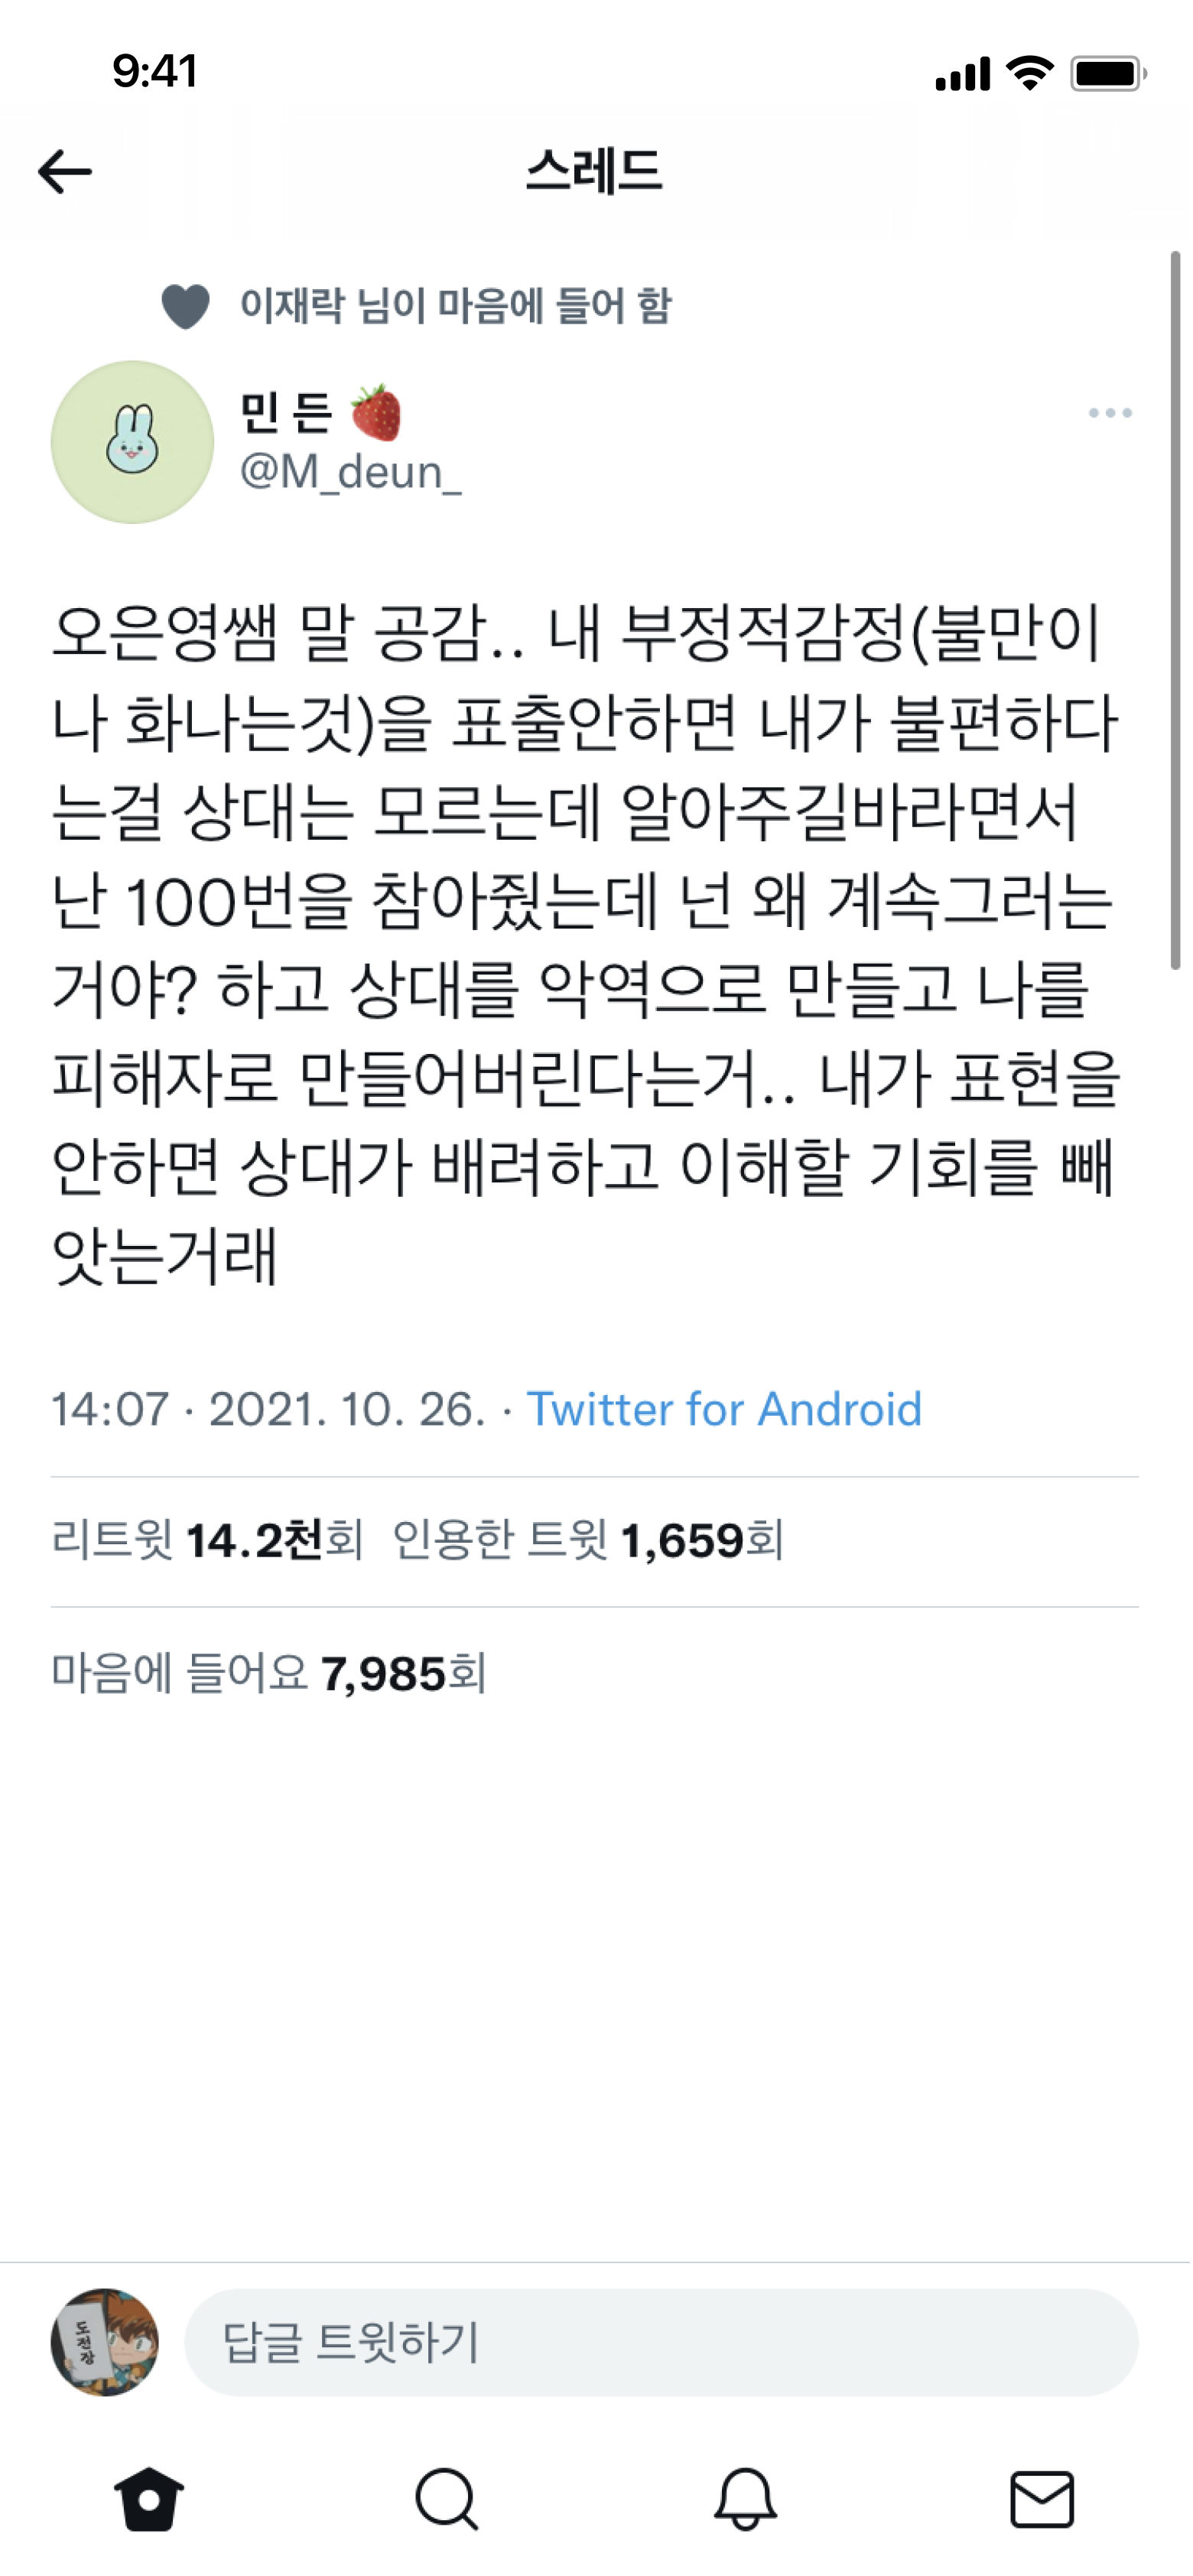 9:41
스레드
이재락 님이 마음에 들어 함
민 든 🍓
@M_deun_
오은영쌤 말 공감.. 내 부정적감정(불만이
나 화나는것)을 표출안하면 내가 불편하다
는걸 상대는 모르는데 알아주길바라면서
난 100번을 참아줬는데 넌 왜 계속그러는
거야? 하고 상대를 악역으로 만들고 나를
피해자로 만들어버린다는거.. 내가 표현을
안하면 상대가 배려하고 이해할 기회를 빼
앗는거래
14:07 · 2021. 10. 26. · Twitter for Android
리트윗 14.2천회 인용한 트윗 1,659회
마음에 들어요 7,985회
도전장
답글 트윗하기